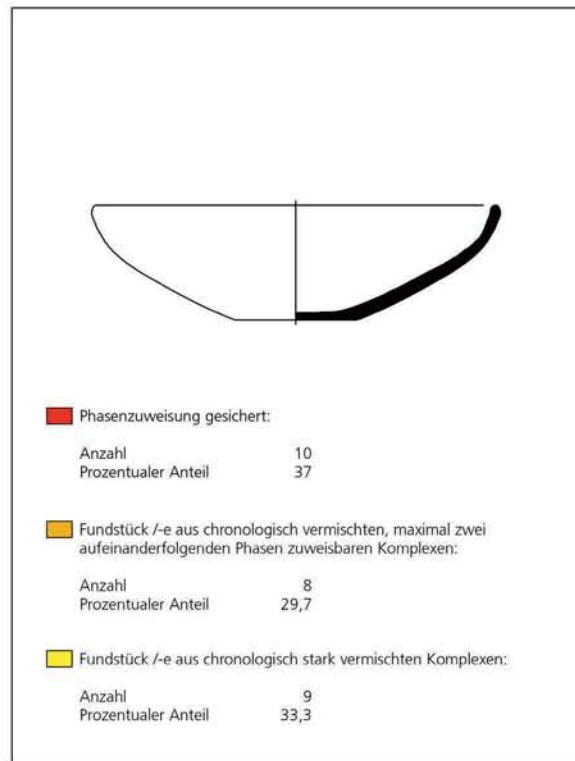 Phasenzuweisung gesichert:
Anzahl 10
Prozentualer Anteil 37
Fundstück /-e aus chronologisch vermischten, maximal zwei
aufeinanderfolgenden Phasen zuweisbaren Komplexen:
Anzahl 8
Prozentualer Anteil 29,7
Fundstück /-e aus chronologisch stark vermischten Komplexen:
Anzahl 9
Prozentualer Anteil 33,3